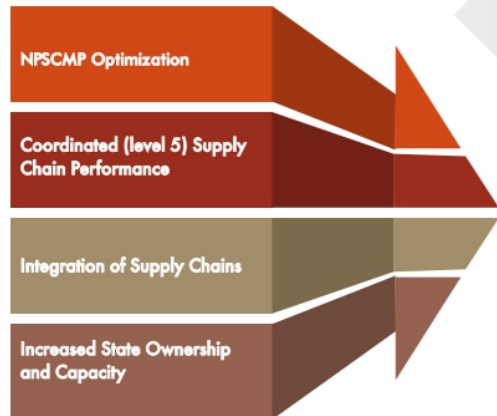 NPSCMP Optimization
Coordinated (level 5) Supply
Chain Performance
Integration of Supply Chains
Increased State Ownership
and Capacity